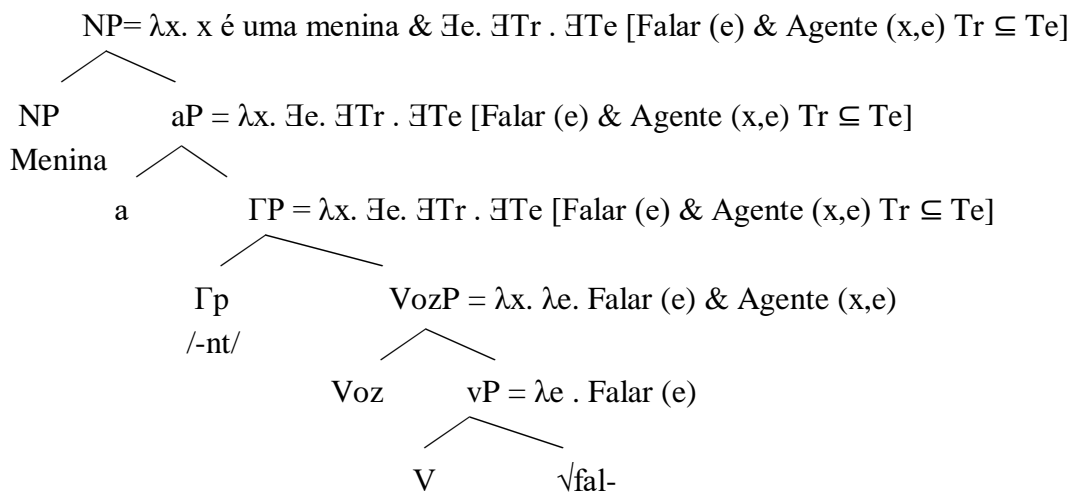 NP= λx. x é uma menina & ∃e. ∃Tr . ∃Te [Falar (e) & Agente (x,e) Tr ⊆ Te]
NP aP = λx. ∃e. ∃Tr . ∃Te [Falar (e) & Agente (x,e) Tr ⊆ Te]
Menina
a ΓP = λx. ∃e. ∃Tr . ∃Te [Falar (e) & Agente (x,e) Tr ⊆ Te]
Γp VozP = λx. λe. Falar (e) & Agente (x,e)
/-nt/
Voz vP = λe . Falar (e)
V √fal-